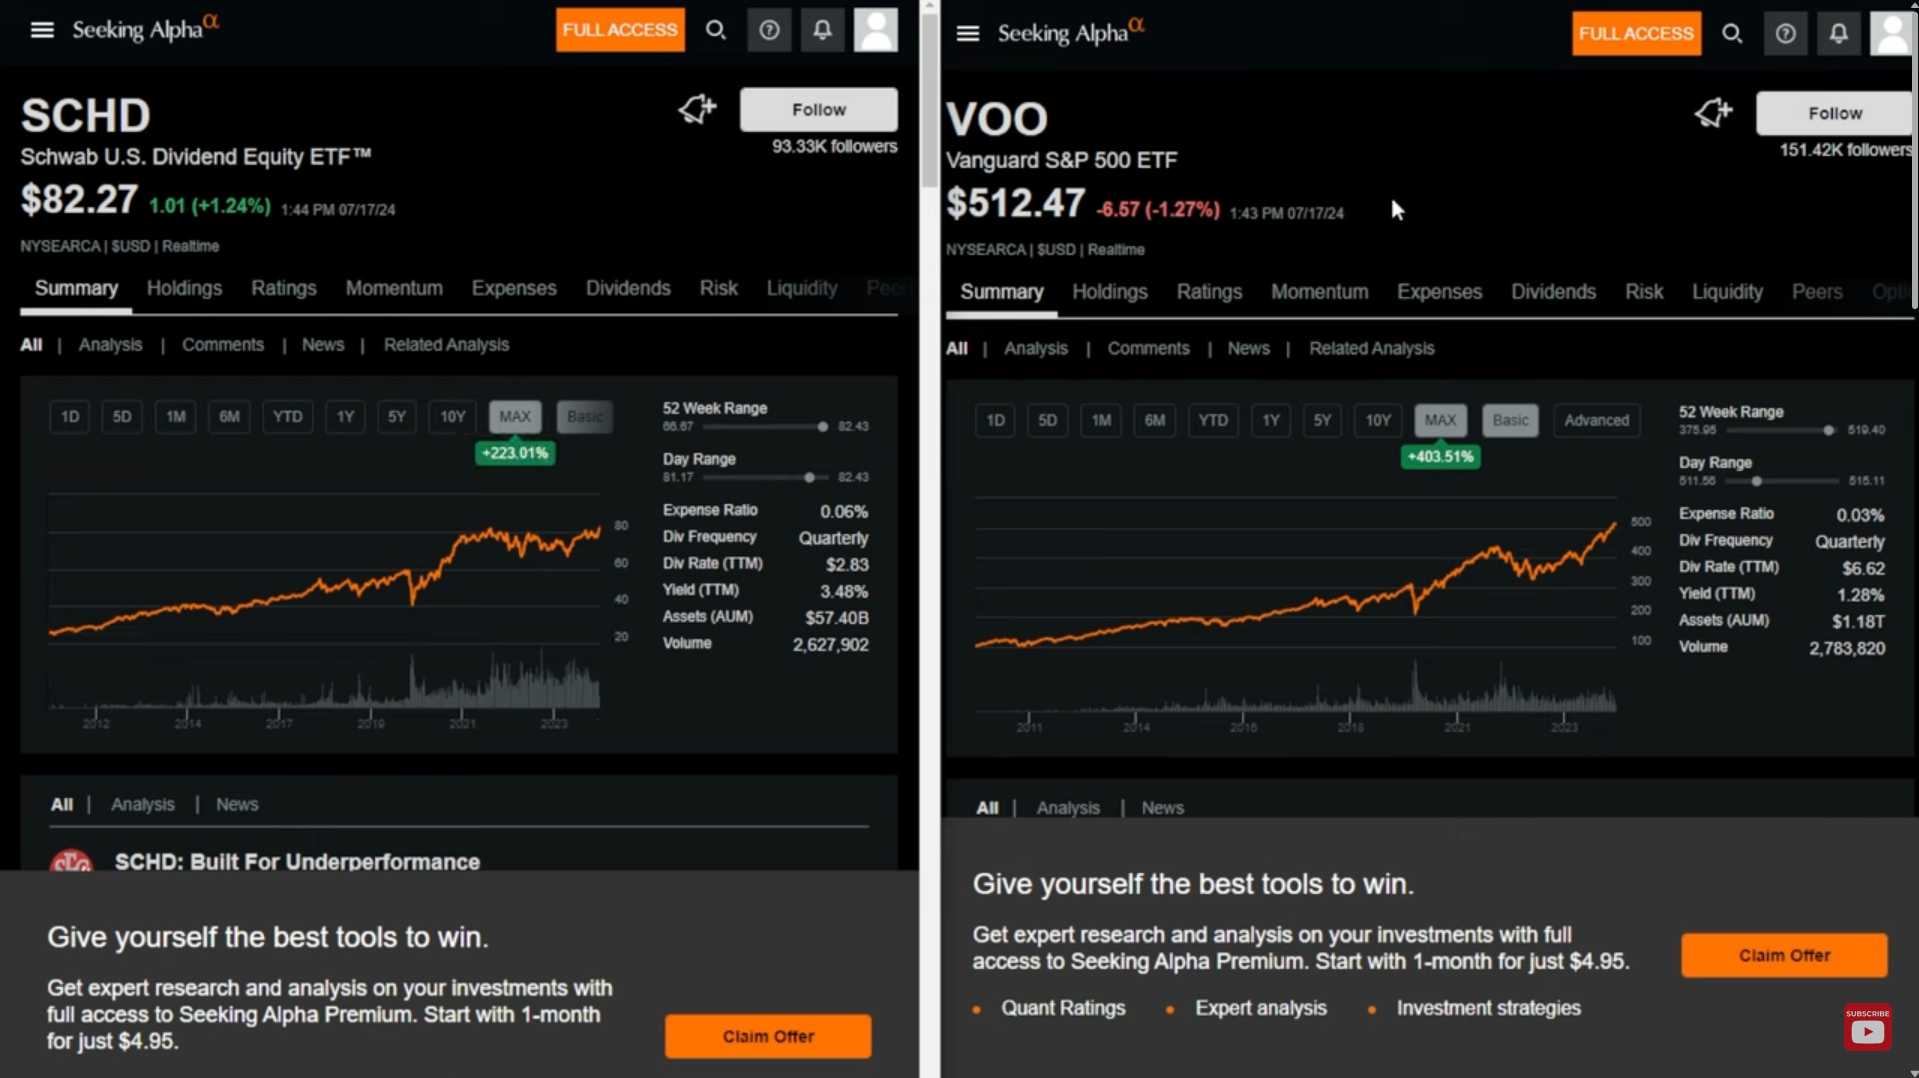 Seeking Alphaα
FULL ACCESS
SCHD
Follow
93.33K followers
Schwab U.S. Dividend Equity ETF™
$82.27 1.01 (+1.24%) 1:44 PM 07/17/24
NYSEARCA | $USD | Realtime
Summary Holdings Ratings Momentum Expenses Dividends Risk Liquidity Peers
All | Analysis | Comments | News | Related Analysis
1D 5D 1M 6M YTD 1Y 5Y 10Y MAX Basic
+223.01%
80
60
40
20
2012 2014 2017 2019 2021 2023
52 Week Range
66.67 82.43
Day Range
81.17 82.43
Expense Ratio 0.06%
Div Frequency Quarterly
Div Rate (TTM) $2.83
Yield (TTM) 3.48%
Assets (AUM) $57.40B
Volume 2,627,902
All | Analysis | News
SCHD: Built For Underperformance
Give yourself the best tools to win.
Get expert research and analysis on your investments with
full access to Seeking Alpha Premium. Start with 1-month
for just $4.95.
Claim Offer
Seeking Alphaα
FULL ACCESS
VOO
Follow
151.42K followers
Vanguard S&P 500 ETF
$512.47 -6.57 (-1.27%) 1:43 PM 07/17/24
NYSEARCA | $USD | Realtime
Summary Holdings Ratings Momentum Expenses Dividends Risk Liquidity Peers Opti
All | Analysis | Comments | News | Related Analysis
1D 5D 1M 6M YTD 1Y 5Y 10Y MAX Basic Advanced
+403.51%
500
400
300
200
100
2011 2014 2016 2018 2021 2023
52 Week Range
375.95 519.40
Day Range
511.56 515.11
Expense Ratio 0.03%
Div Frequency Quarterly
Div Rate (TTM) $6.62
Yield (TTM) 1.28%
Assets (AUM) $1.18T
Volume 2,783,820
All | Analysis | News
Give yourself the best tools to win.
Get expert research and analysis on your investments with full
access to Seeking Alpha Premium. Start with 1-month for just $4.95.
• Quant Ratings • Expert analysis • Investment strategies
Claim Offer
SUBSCRIBE